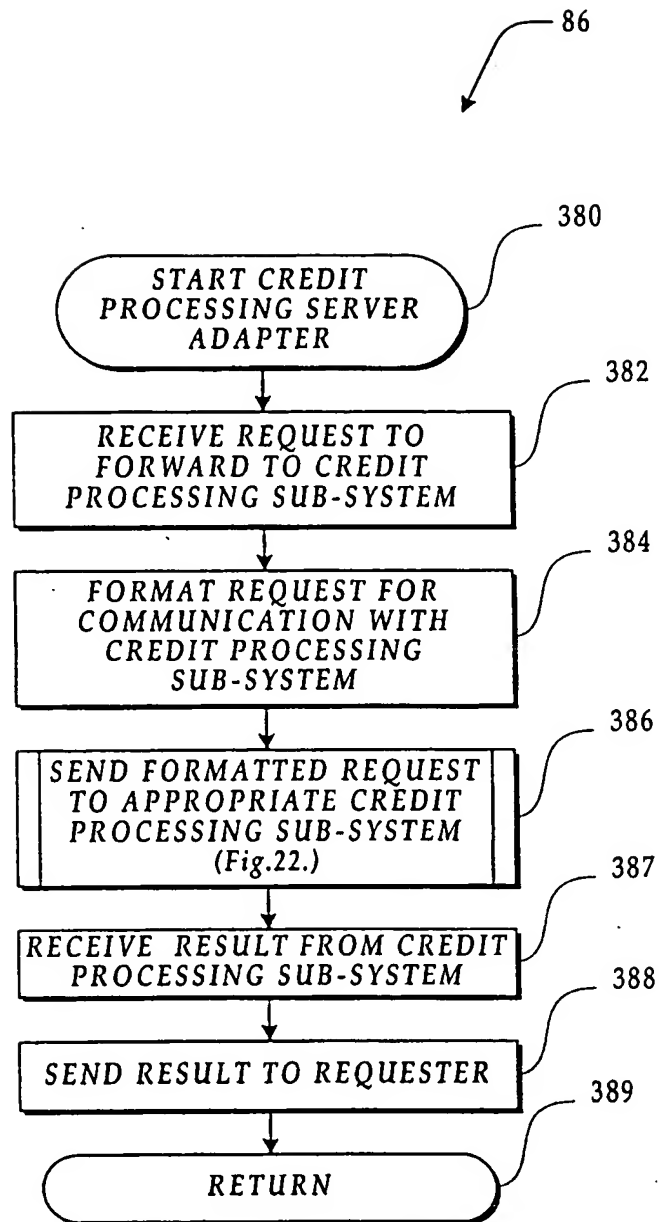 86
380
START CREDIT
PROCESSING SERVER
ADAPTER
382
RECEIVE REQUEST TO
FORWARD TO CREDIT
PROCESSING SUB-SYSTEM
384
FORMAT REQUEST FOR
COMMUNICATION WITH
CREDIT PROCESSING
SUB-SYSTEM
386
SEND FORMATTED REQUEST
TO APPROPRIATE CREDIT
PROCESSING SUB-SYSTEM
(Fig.22.)
387
RECEIVE RESULT FROM CREDIT
PROCESSING SUB-SYSTEM
388
SEND RESULT TO REQUESTER
389
RETURN